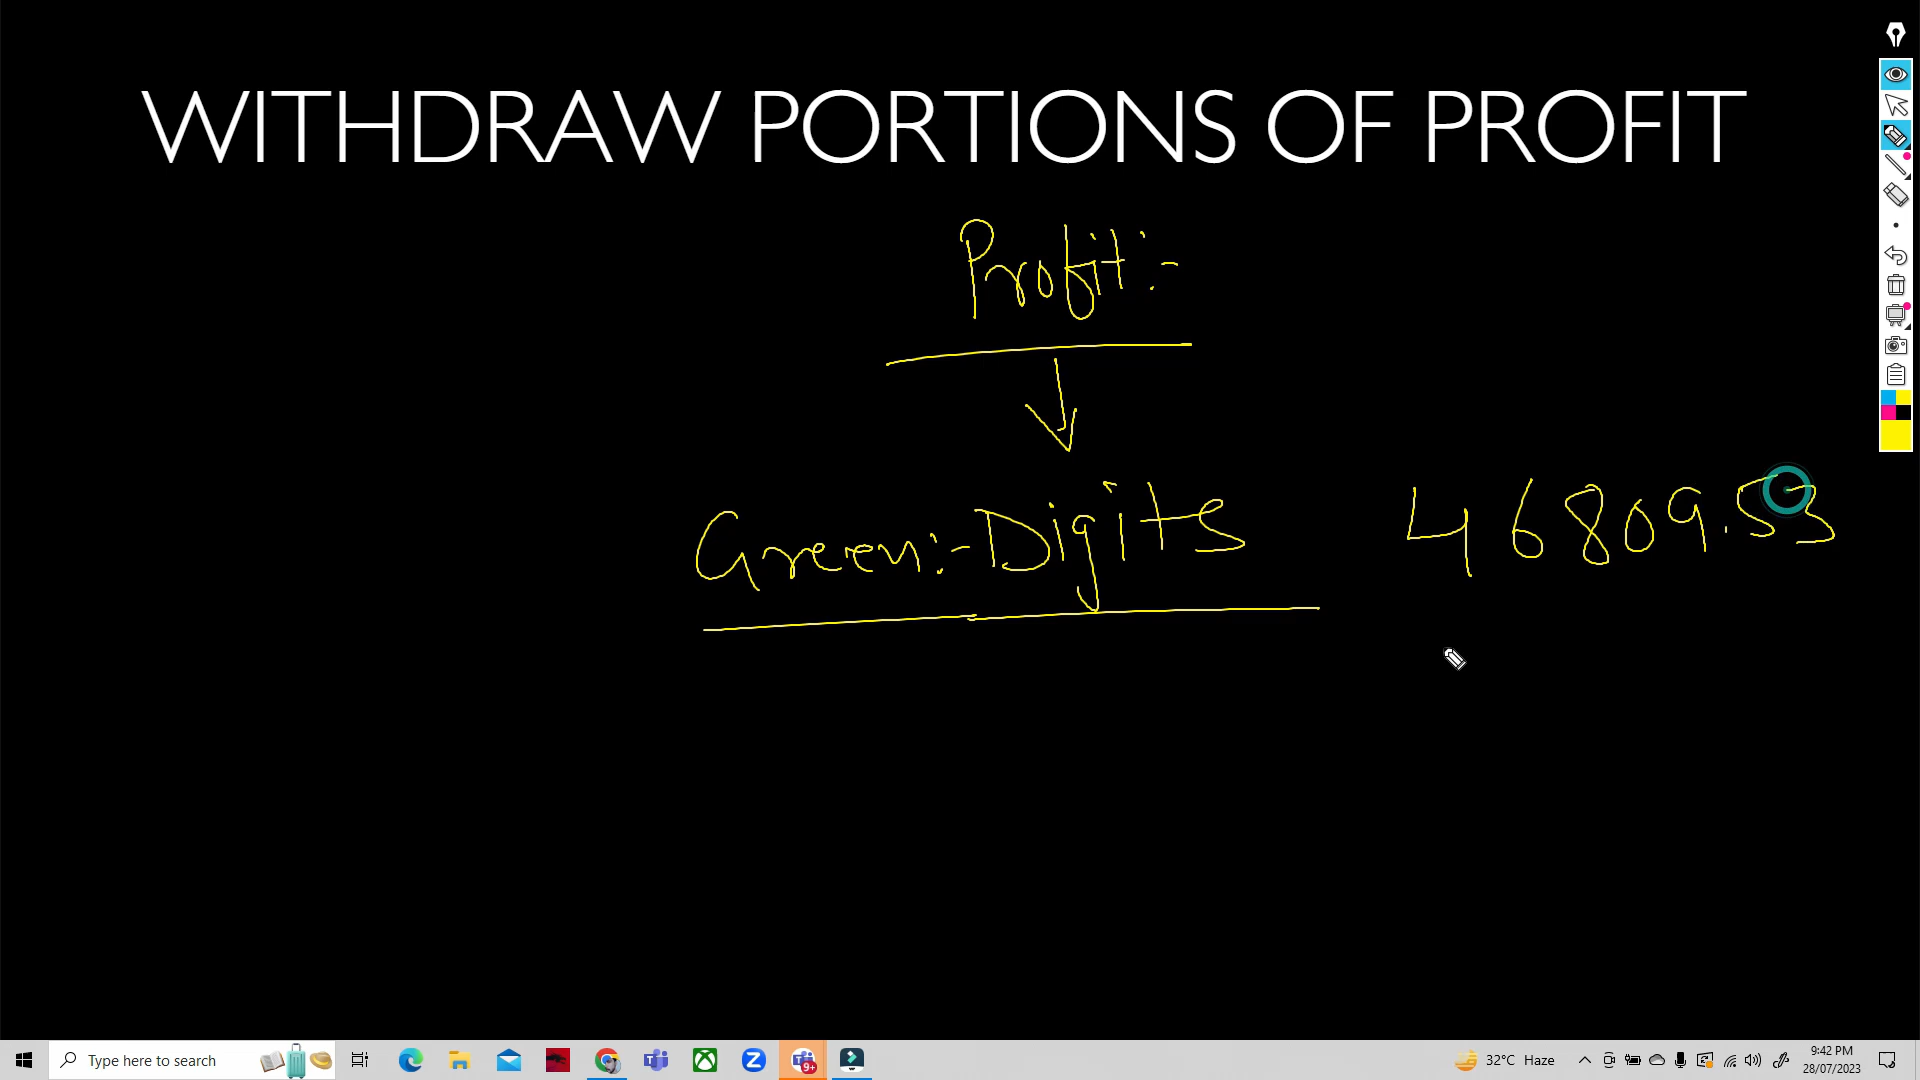 WITHDRAW PORTIONS OF PROFIT
Profit:-
Green:-Digits 46809.53
Type here to search
9+
32°C Haze
9:42 PM
28/07/2023